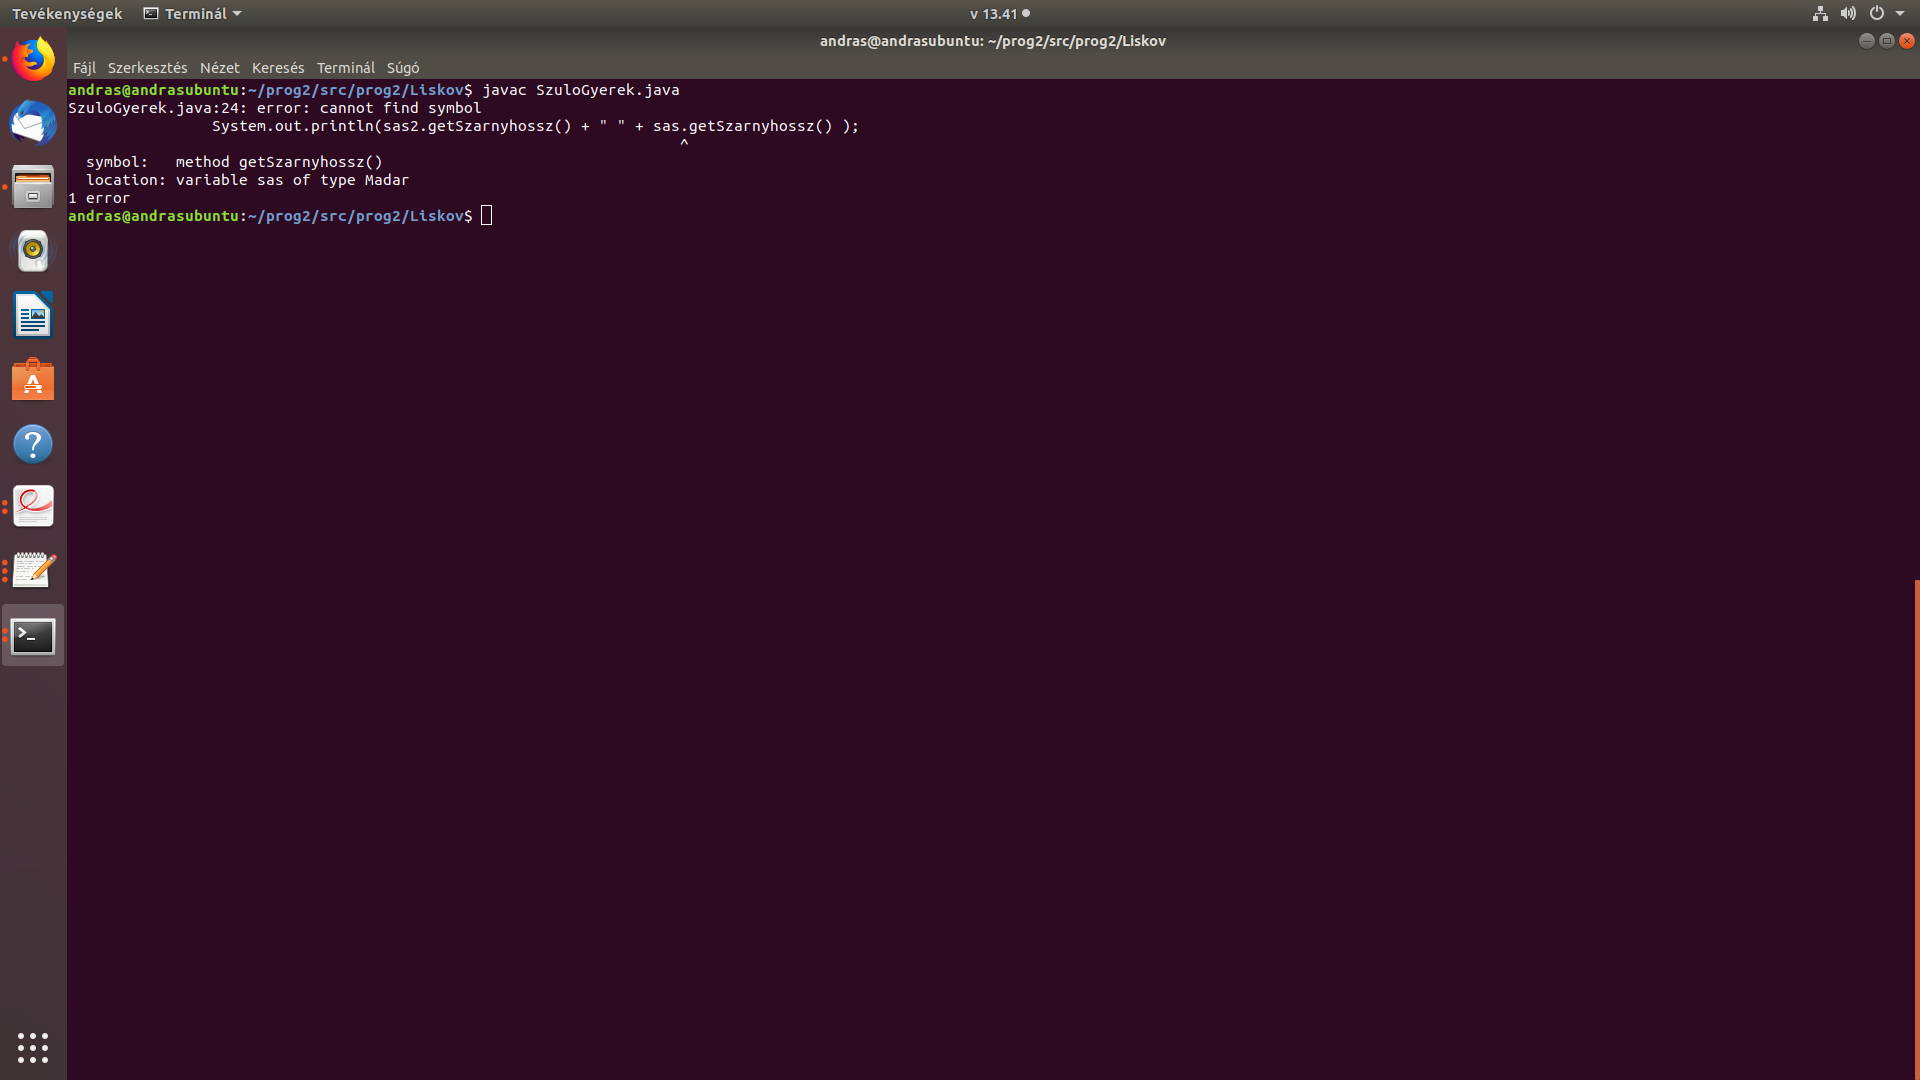 Tevékenységek Terminál v 13.41
andras@andrasubuntu: ~/prog2/src/prog2/Liskov
Fájl Szerkesztés Nézet Keresés Terminál Súgó
andras@andrasubuntu:~/prog2/src/prog2/Liskov$ javac SzuloGyerek.java
SzuloGyerek.java:24: error: cannot find symbol
                System.out.println(sas2.getSzarnyhossz() + " " + sas.getSzarnyhossz() );
                                                                    ^
  symbol:   method getSzarnyhossz()
  location: variable sas of type Madar
1 error
andras@andrasubuntu:~/prog2/src/prog2/Liskov$